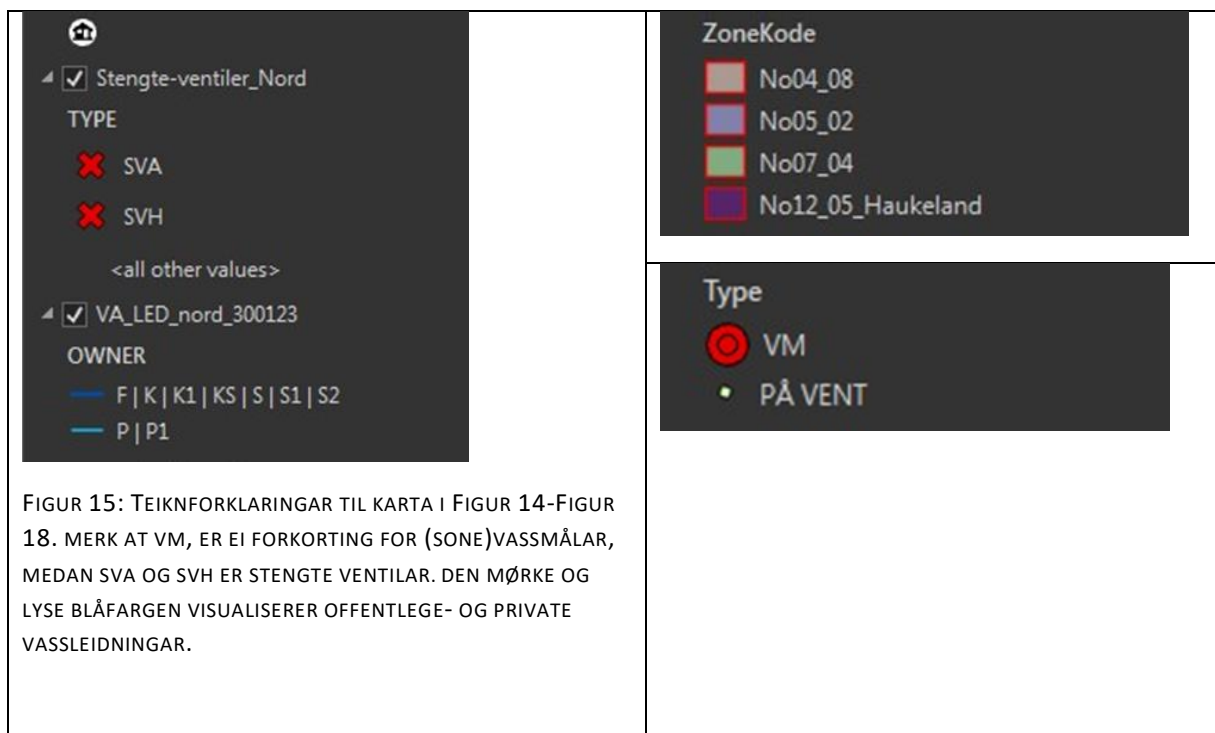 Stengte-ventiler_Nord
TYPE
SVA
SVH
<all other values>
VA_LED_nord_300123
OWNER
F | K | K1 | KS | S | S1 | S2
P | P1
FIGUR 15: TEIKNFORKLARINGAR TIL KARTA I FIGUR 14-FIGUR
18. MERK AT VM, ER EI FORKORTING FOR (SONE)VASSMÅLAR,
MEDAN SVA OG SVH ER STENGTE VENTILAR. DEN MØRKE OG
LYSE BLÅFARGEN VISUALISERER OFFENTLEGE- OG PRIVATE
VASSLEIDNINGAR.
ZoneKode
No04_08
No05_02
No07_04
No12_05_Haukeland
Type
VM
PÅ VENT